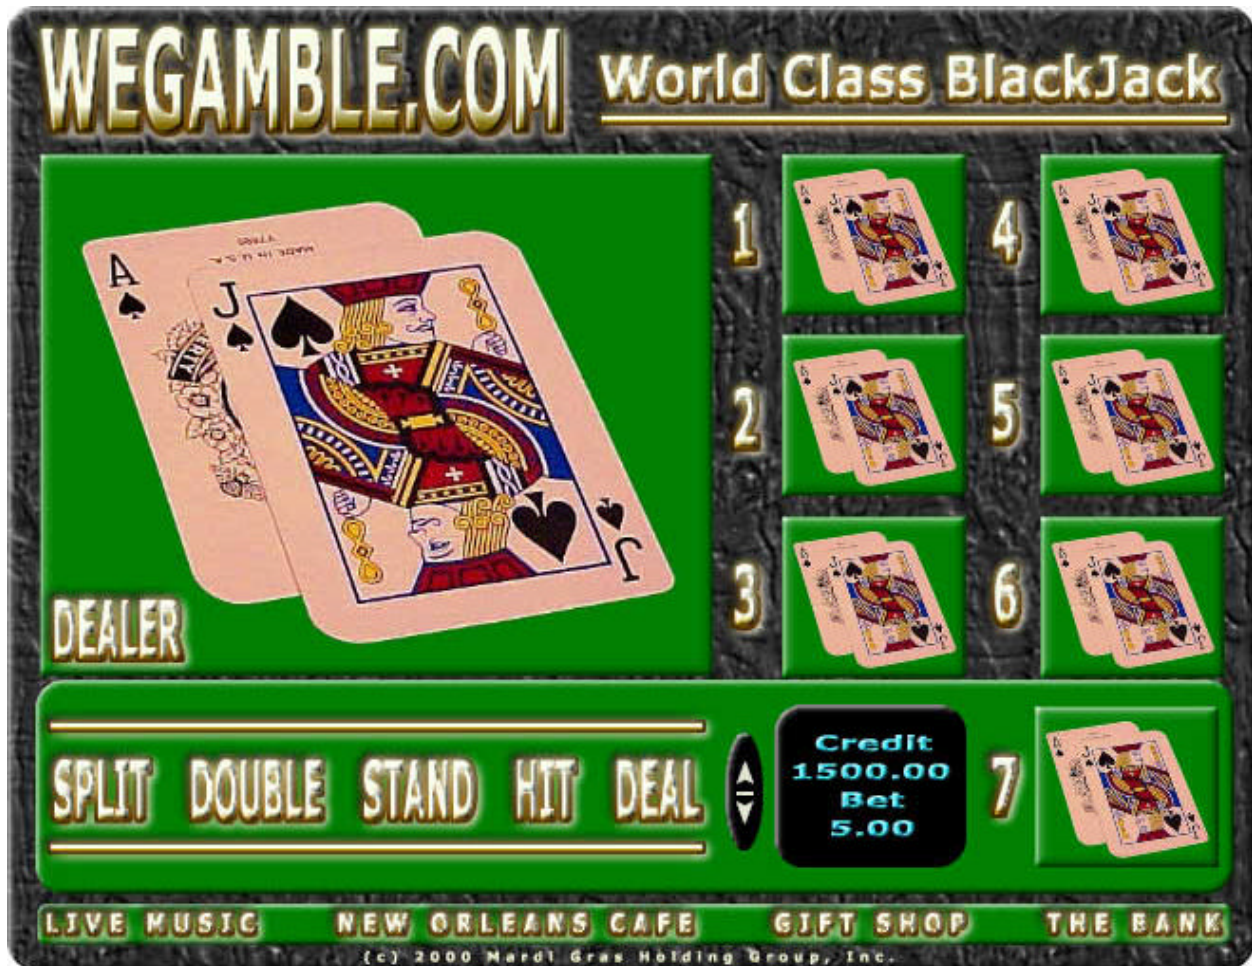 WEGAMBLE.COM
World Class BlackJack
A
MADE IN U.S.A.
J
J
DEALER
1
2
3
4
5
6
SPLIT DOUBLE STAND HIT DEAL
Credit
1500.00
Bet
5.00
7
LIVE MUSIC NEW ORLEANS CAFE GIFT SHOP THE BANK
(c) 2000 Mardi Gras Holding Group, Inc.